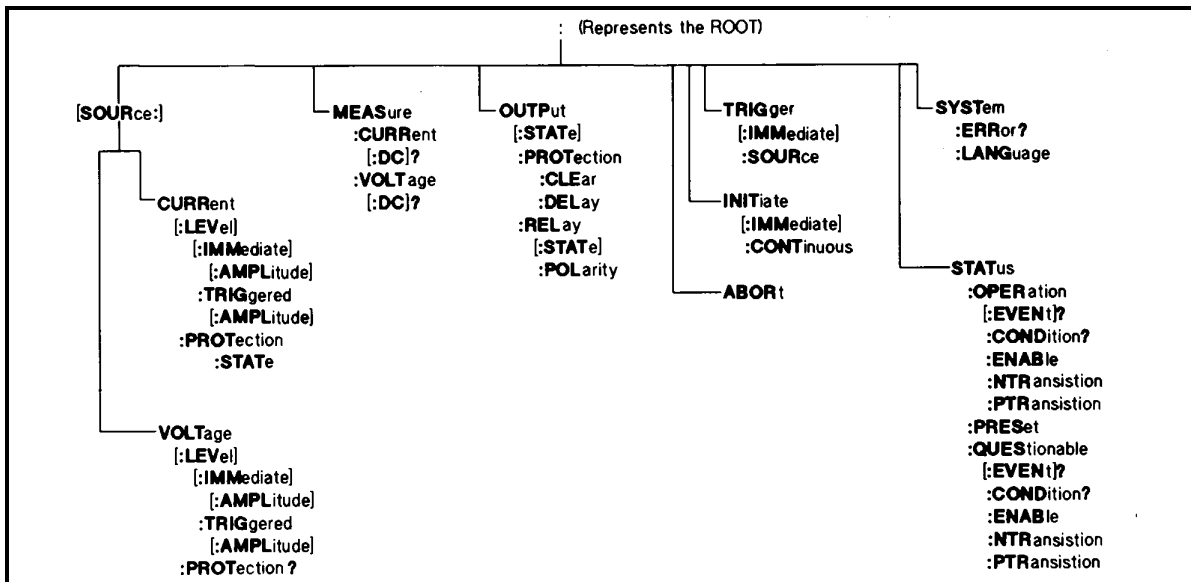 : (Represents the ROOT)
[SOURce:]
CURRent
[:LEVel]
[:IMMediate]
[:AMPLitude]
:TRIGgered
[:AMPLitude]
:PROTection
:STATe
VOLTage
[:LEVel]
[:IMMediate]
[:AMPLitude]
:TRIGgered
[:AMPLitude]
:PROTection?
MEASure
:CURRent
[:DC]?
:VOLTage
[:DC]?
OUTPut
[:STATe]
:PROTection
:CLEar
:DELay
:RELay
[:STATe]
:POLarity
TRIGger
[:IMMediate]
:SOURce
INITiate
[:IMMediate]
:CONTinuous
ABORt
SYSTem
:ERRor?
:LANGuage
STATus
:OPERation
[:EVENt]?
:CONDition?
:ENABle
:NTRansistion
:PTRansistion
:PRESet
:QUEStionable
[:EVENt]?
:CONDition?
:ENABle
:NTRansistion
:PTRansistion